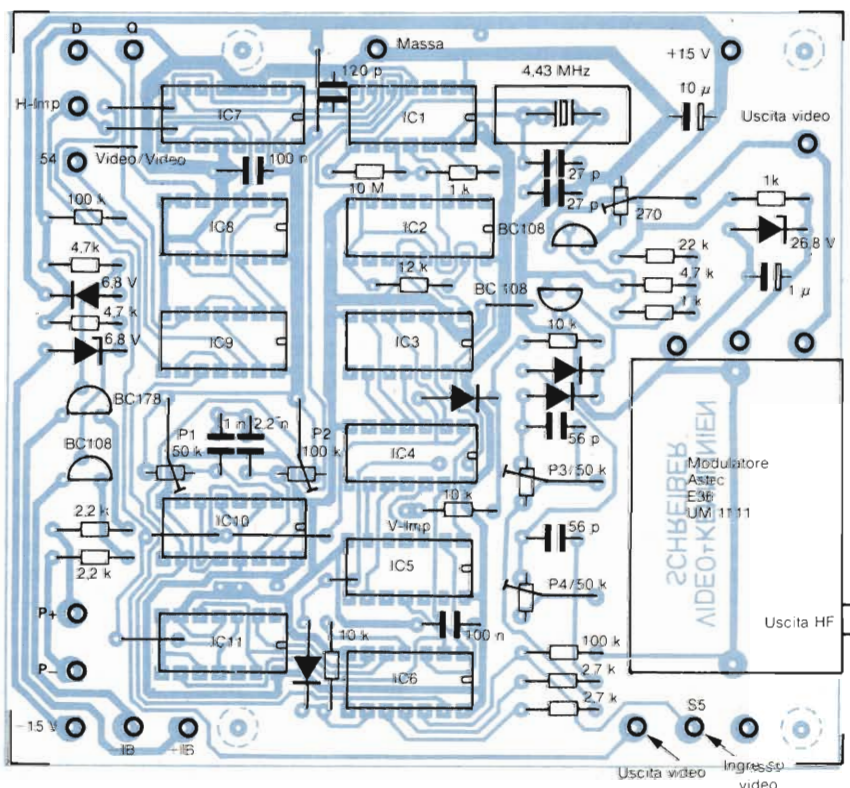 D
Q
Massa
+15 V
120 p
4,43 MHz
10 µ
H-Imp
IC7
IC1
Uscita video
54
Video/Video
100 n
10 M
1 k
27 p
27 p
270
1k
100 k
IC8
IC2
BC108
26,8 V
4,7k
22 k
6,8 V
12 k
4,7 k
BC 108
1 µ
4,7 k
1 k
10 k
6,8 V
IC9
IC3
BC178
P1
50 k
1 n
2.2 n
P2
100 k
IC4
56 p
BC108
P3/50 k
Modulatore
Astec
E36
UM 1111
SCHREIBER
VIDEO+KENNLINIEN
2,2 k
IC10
10 k
V-Imp
56 p
2,2 k
IC5
P4/50 k
P+
IC11
10 k
100 n
Uscita HF
100 k
P–
IC6
2,7 k
2,7 k
–15 V
IB
+IB
S5
Uscita video
Ingresso
video